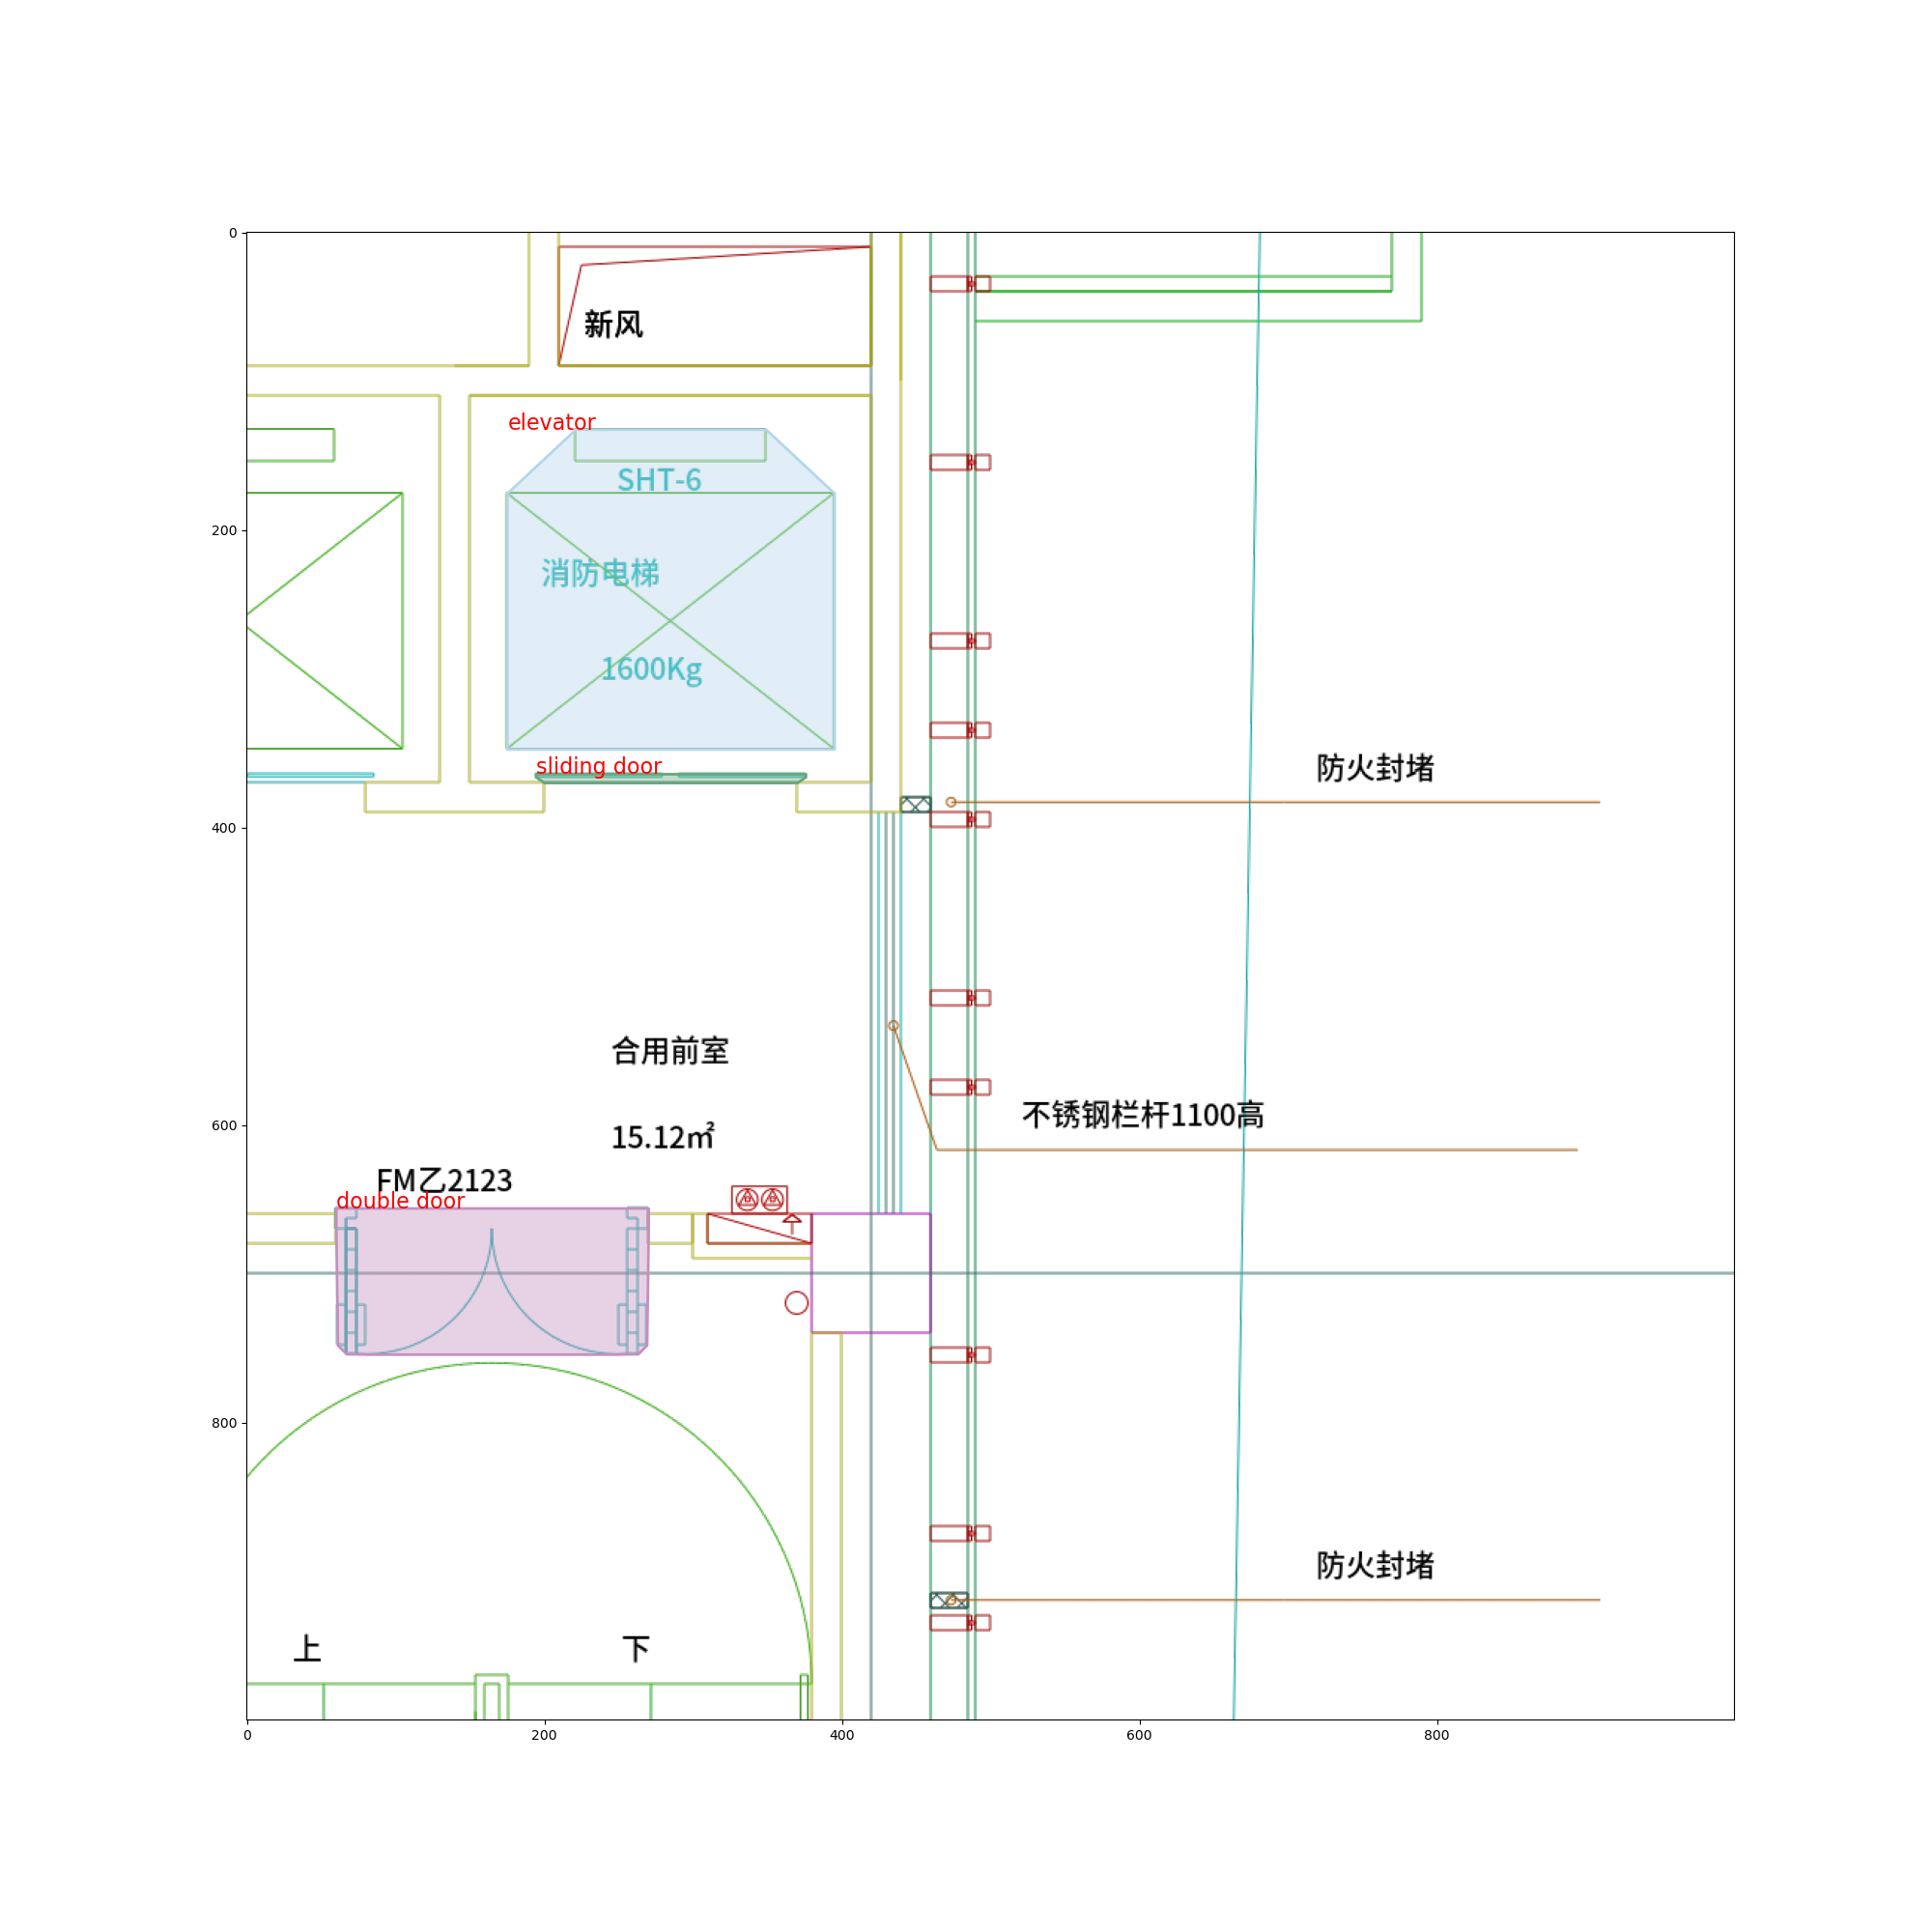 0
新风
elevator
SHT-6
200
消防电梯
1600Kg
sliding door
防火封堵
400
合用前室
不锈钢栏杆1100高
600
15.12㎡
FM乙2123
double door
800
防火封堵
上
下
0
200
400
600
800